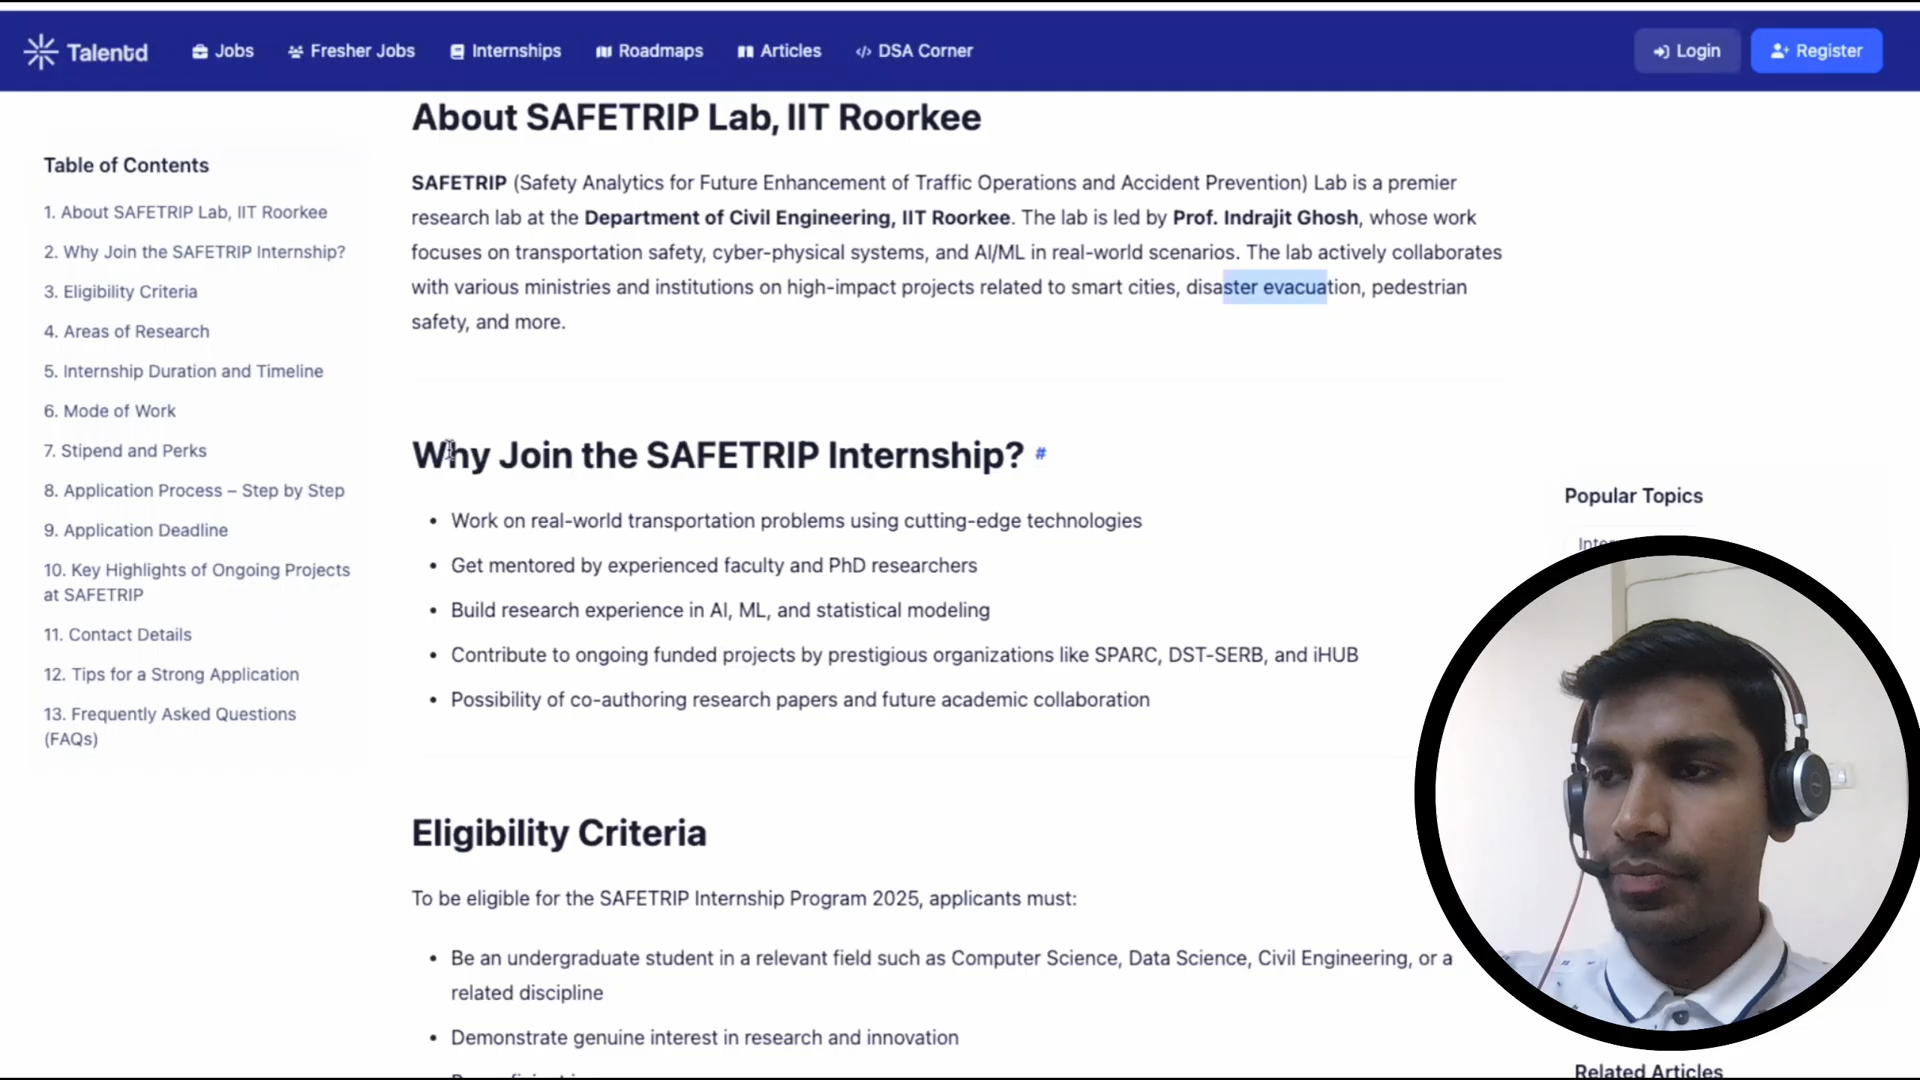 Talentd
Jobs
Fresher Jobs
Internships
Roadmaps
Articles
DSA Corner
Login
Register
Table of Contents
1. About SAFETRIP Lab, IIT Roorkee
2. Why Join the SAFETRIP Internship?
3. Eligibility Criteria
4. Areas of Research
5. Internship Duration and Timeline
6. Mode of Work
7. Stipend and Perks
8. Application Process – Step by Step
9. Application Deadline
10. Key Highlights of Ongoing Projects
at SAFETRIP
11. Contact Details
12. Tips for a Strong Application
13. Frequently Asked Questions
(FAQs)
About SAFETRIP Lab, IIT Roorkee
SAFETRIP (Safety Analytics for Future Enhancement of Traffic Operations and Accident Prevention) Lab is a premier
research lab at the Department of Civil Engineering, IIT Roorkee. The lab is led by Prof. Indrajit Ghosh, whose work
focuses on transportation safety, cyber-physical systems, and AI/ML in real-world scenarios. The lab actively collaborates
with various ministries and institutions on high-impact projects related to smart cities, disaster evacuation, pedestrian
safety, and more.
Why Join the SAFETRIP Internship? #
• Work on real-world transportation problems using cutting-edge technologies
• Get mentored by experienced faculty and PhD researchers
• Build research experience in AI, ML, and statistical modeling
• Contribute to ongoing funded projects by prestigious organizations like SPARC, DST-SERB, and iHUB
• Possibility of co-authoring research papers and future academic collaboration
Eligibility Criteria
To be eligible for the SAFETRIP Internship Program 2025, applicants must:
• Be an undergraduate student in a relevant field such as Computer Science, Data Science, Civil Engineering, or a
related discipline
• Demonstrate genuine interest in research and innovation
Popular Topics
Related Articles